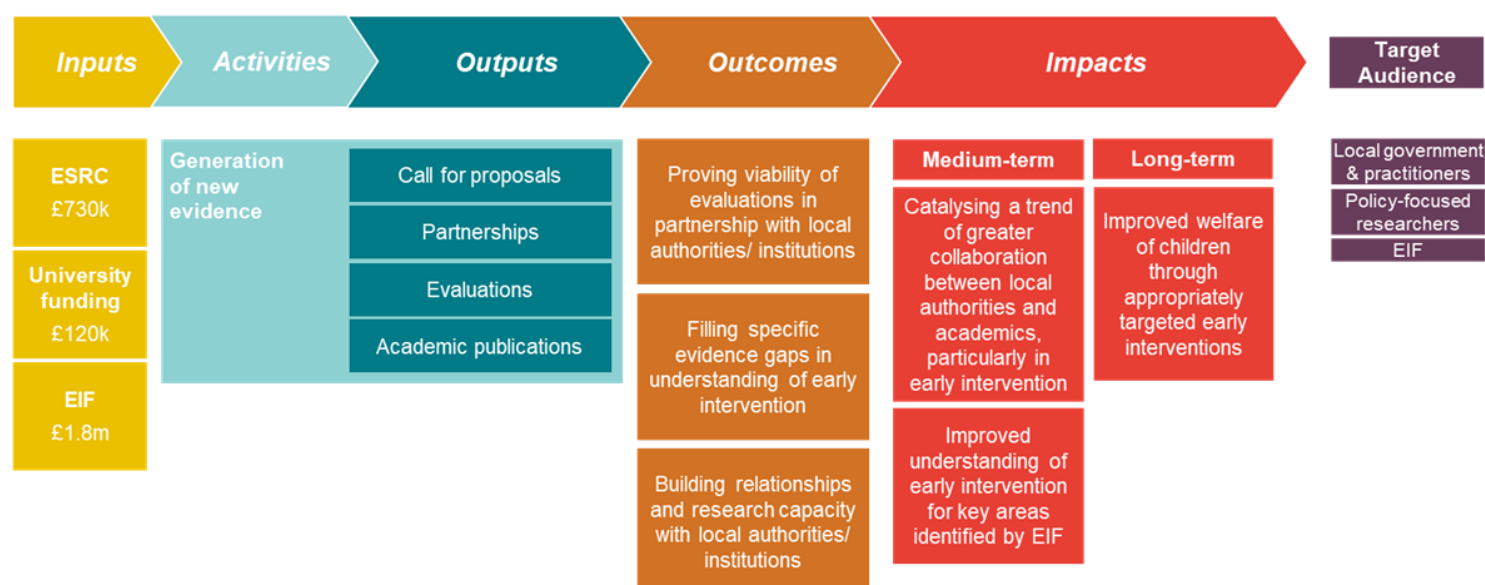 Inputs
Activities
Outputs
Outcomes
Impacts
Target
Audience
ESRC
£730k
University
funding
£120k
EIF
£1.8m
Generation
of new
evidence
Call for proposals
Partnerships
Evaluations
Academic publications
Proving viability of
evaluations in
partnership with local
authorities/ institutions
Filling specific
evidence gaps in
understanding of early
intervention
Building relationships
and research capacity
with local authorities/
institutions
Medium-term
Catalysing a trend
of greater
collaboration
between local
authorities and
academics,
particularly in
early intervention
Improved
understanding of
early intervention
for key areas
identified by EIF
Long-term
Improved welfare
of children
through
appropriately
targeted early
interventions
Local government
& practitioners
Policy-focused
researchers
EIF